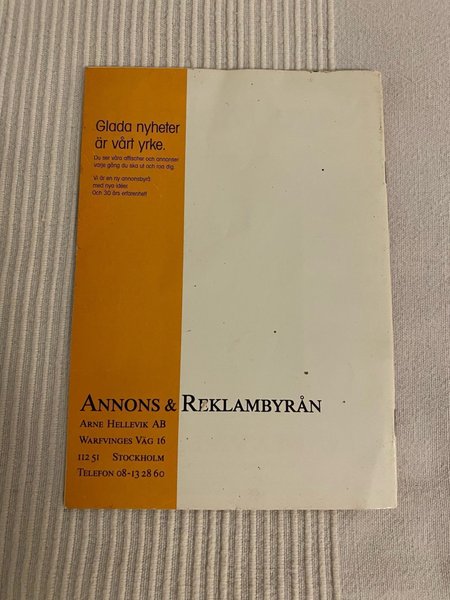 Glada nyheter
är vårt yrke.
Du ser våra affischer och annonser
varje gång du ska ut och roa dig.
Vi är en ny annonsbyrå
med nya idéer.
Och 30 års erfarenhet!
ANNONS & REKLAMBYRÅN
ARNE HELLEVIK AB
WARFVINGES VÄG 16
112 51 STOCKHOLM
TELEFON 08-13 28 60